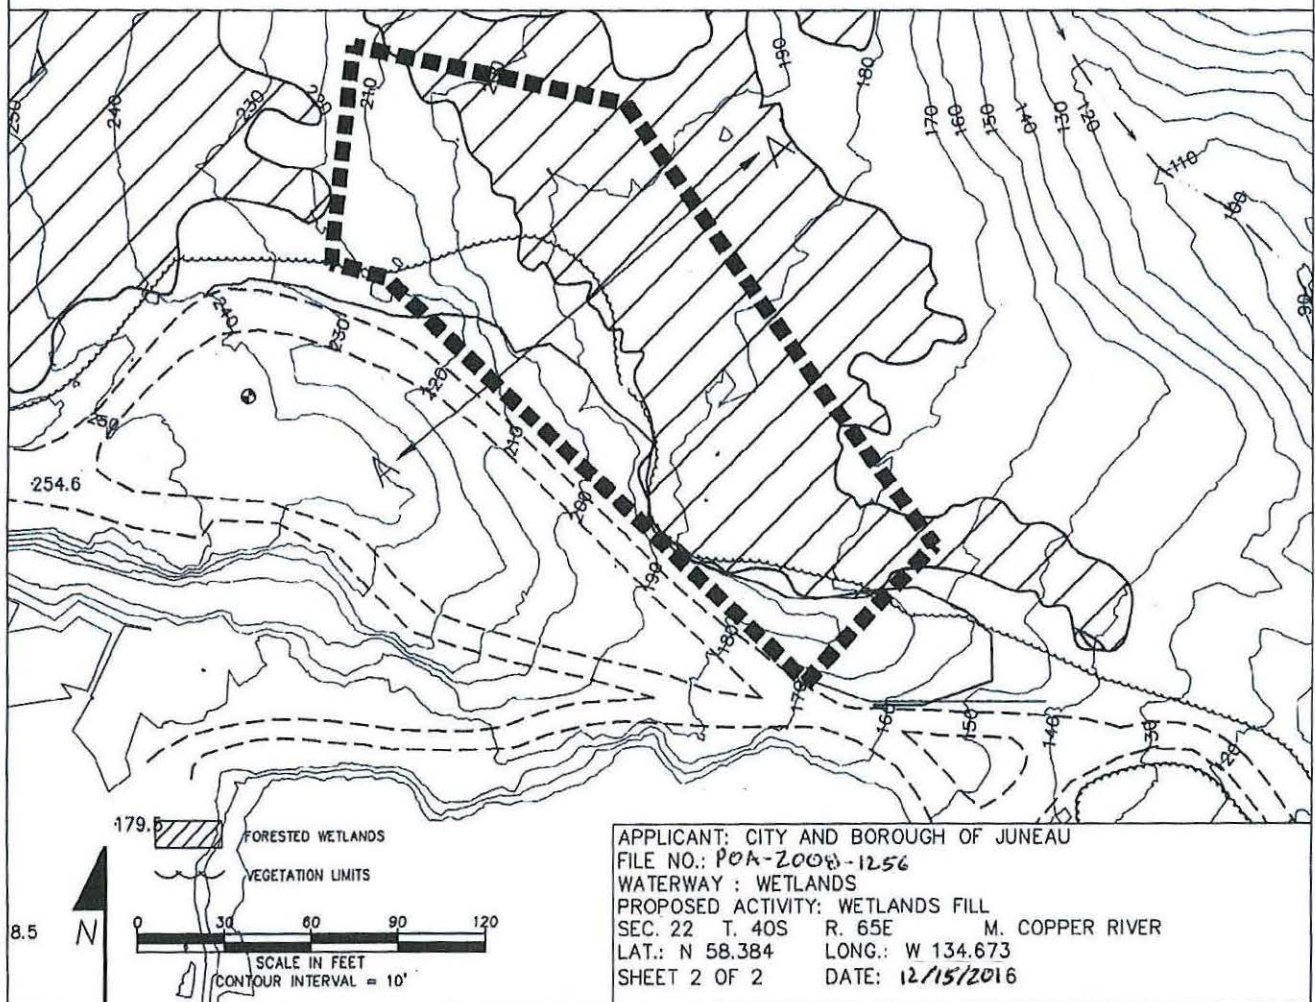 190
180
230
210
250
240
170
160
150
140
130
120
110
100
90
A
240
230
220
210
A
254.6
200
190
180
170
160
150
140
130
120
179.5
FORESTED WETLANDS
VEGETATION LIMITS
8.5
N
0 30 60 90 120
SCALE IN FEET
CONTOUR INTERVAL = 10'
APPLICANT: CITY AND BOROUGH OF JUNEAU
FILE NO.: POA-2008-1256
WATERWAY : WETLANDS
PROPOSED ACTIVITY: WETLANDS FILL
SEC. 22 T. 40S R. 65E M. COPPER RIVER
LAT.: N 58.384 LONG.: W 134.673
SHEET 2 OF 2 DATE: 12/15/2016